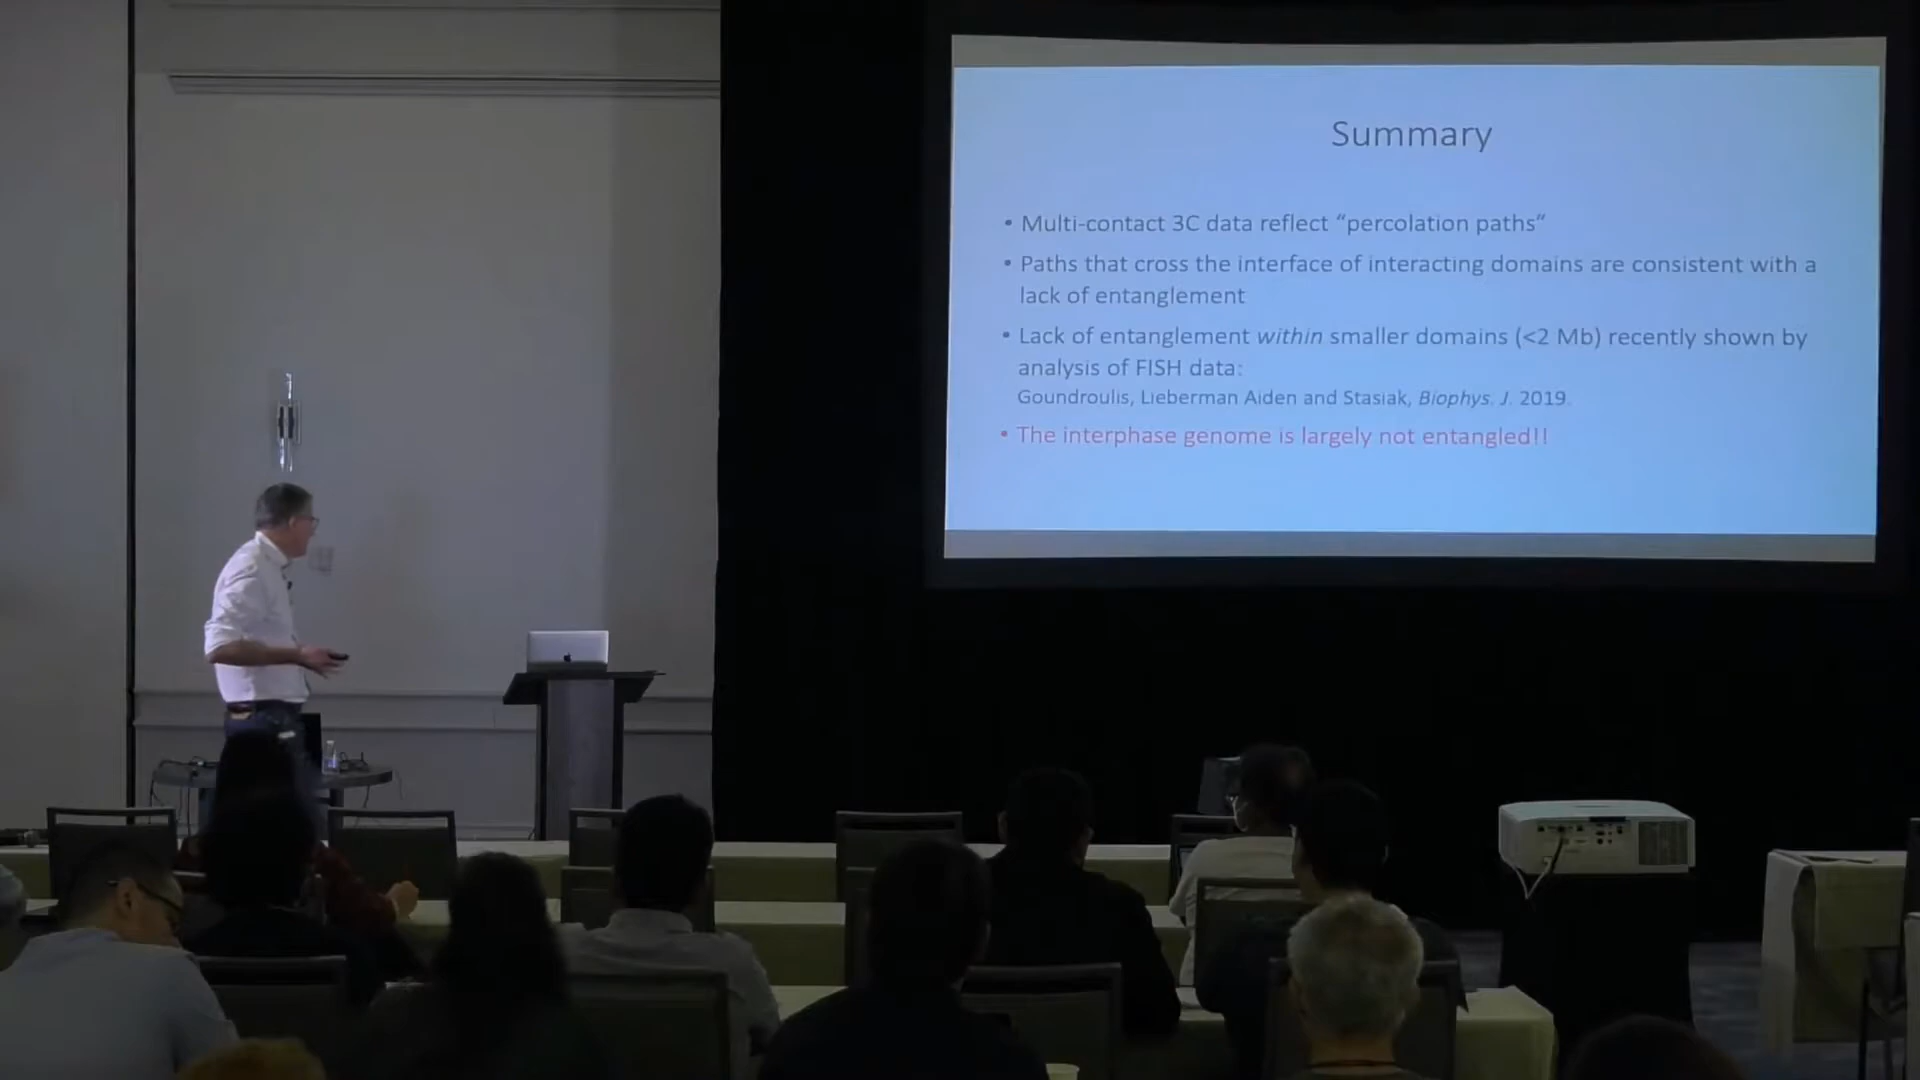 Summary
• Multi-contact 3C data reflect “percolation paths“
• Paths that cross the interface of interacting domains are consistent with a
lack of entanglement
• Lack of entanglement within smaller domains (<2 Mb) recently shown by
analysis of FISH data:
Goundroulis, Lieberman Aiden and Stasiak, Biophys. J. 2019.
• The interphase genome is largely not entangled!!